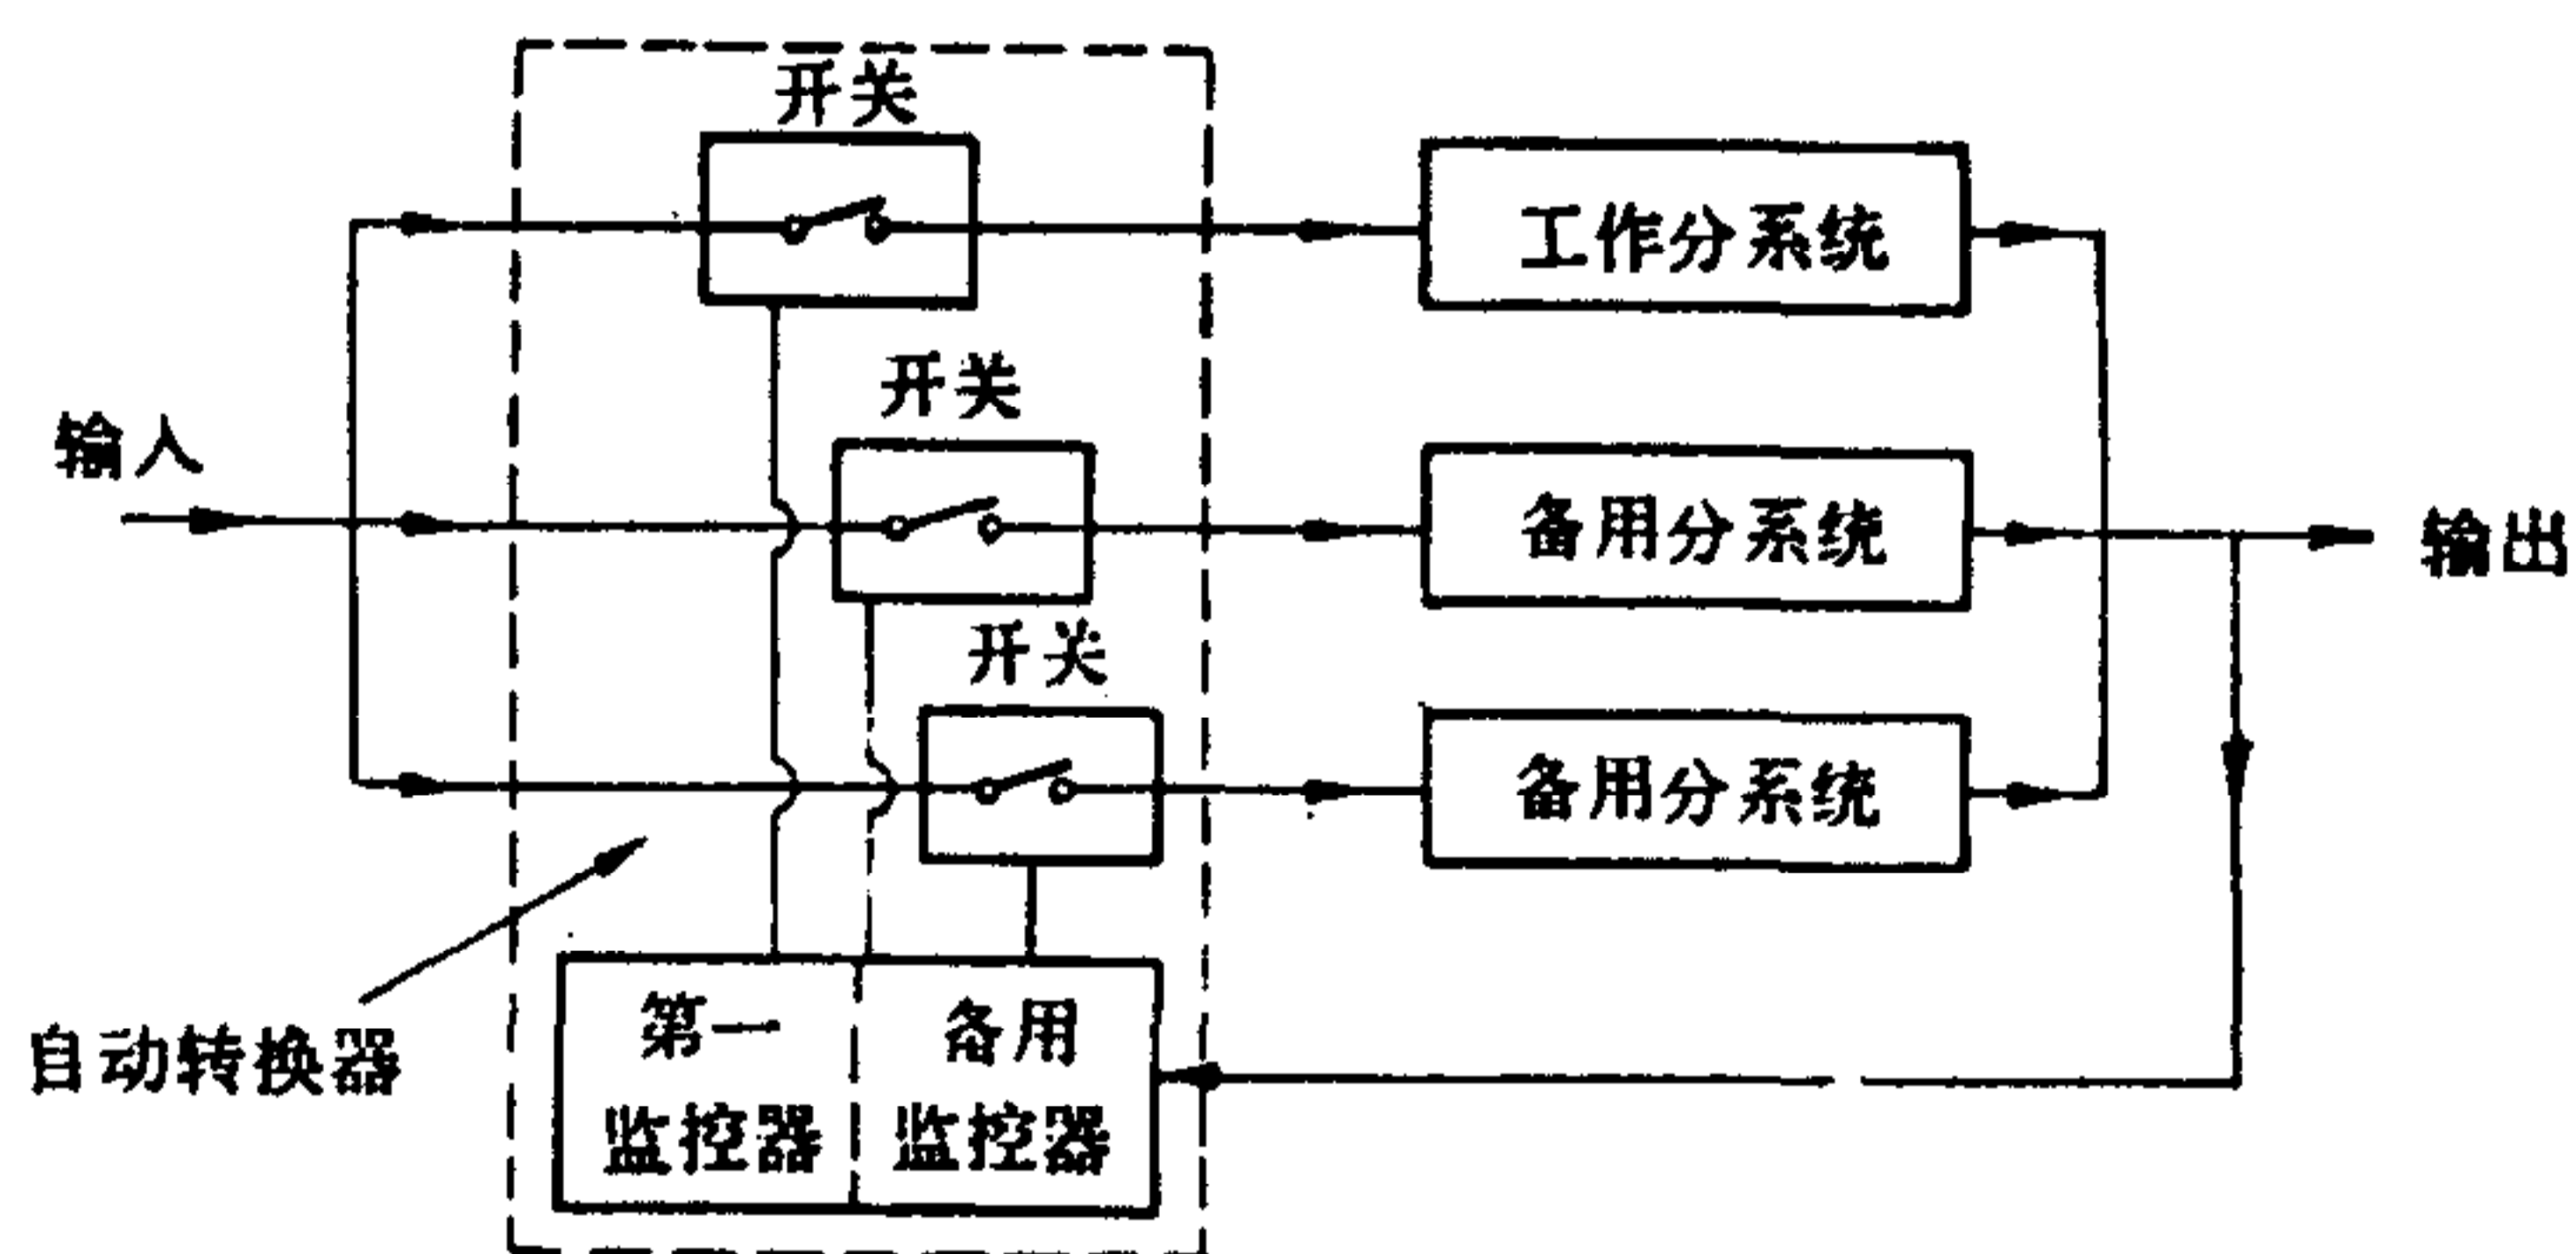 开关
工作分系统
开关
输入
备用分系统
输出
开关
备用分系统
自动转换器
第一
监控器
备用
监控器